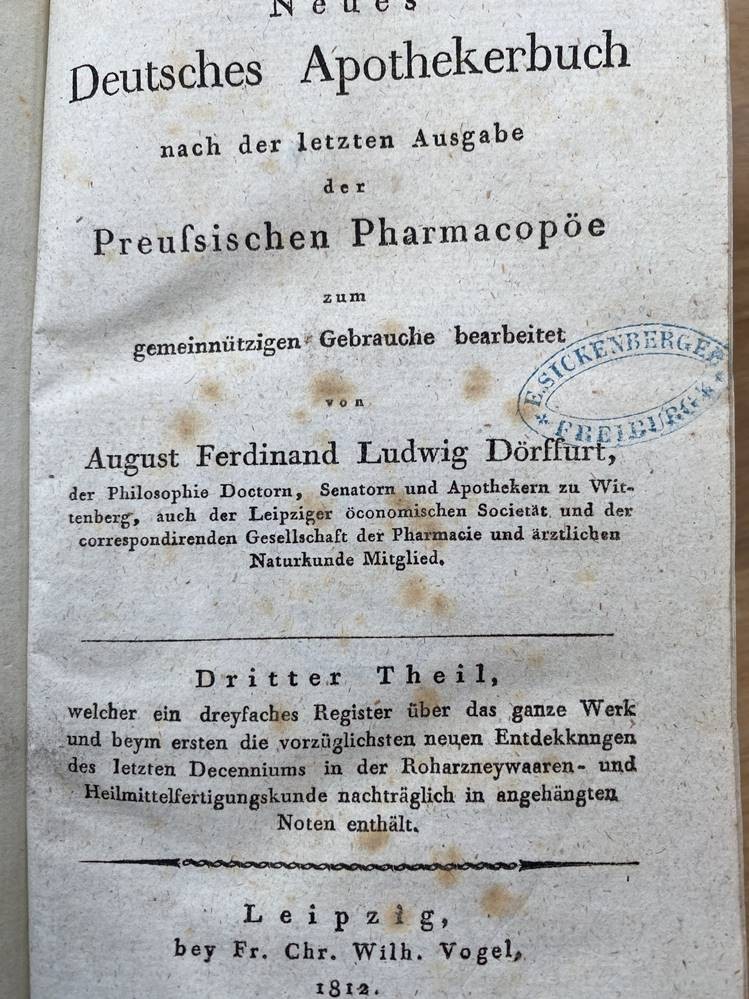 Neues
Deutsches Apothekerbuch
nach der letzten Ausgabe
der
Preuſsischen Pharmacopöe
zum
gemeinnützigen Gebrauche bearbeitet
E. SICKENBERGER
* FREIBURG *
von
August Ferdinand Ludwig Dörffurt,
der Philosophie Doctorn, Senatorn und Apothekern zu Wit-
tenberg, auch der Leipziger öconomischen Societät und der
correspondirenden Gesellschaft der Pharmacie und ärztlichen
Naturkunde Mitglied.
Dritter Theil,
welcher ein dreyfaches Register über das ganze Werk
und beym ersten die vorzüglichsten neuen Entdekknngen
des letzten Decenniums in der Roharzneywaaren- und
Heilmittelfertigungskunde nachträglich in angehängten
Noten enthält.
Leipzig,
bey Fr. Chr. Wilh. Vogel,
1812.